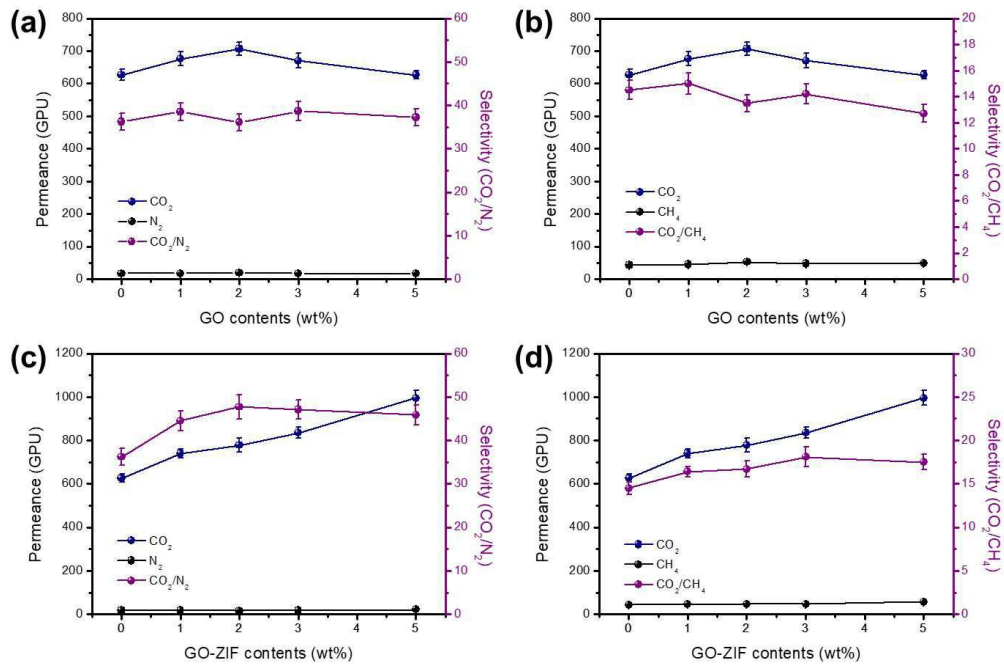 (a)
800
700
600
500
400
300
200
100
0
Permeance (GPU)
60
50
40
30
20
10
0
Selectivity (CO₂/N₂)
CO₂
N₂
CO₂/N₂
0 1 2 3 4 5
GO contents (wt%)
(b)
800
700
600
500
400
300
200
100
0
Permeance (GPU)
20
18
16
14
12
10
8
6
4
2
0
Selectivity (CO₂/CH₄)
CO₂
CH₄
CO₂/CH₄
0 1 2 3 4 5
GO contents (wt%)
(c)
1200
1000
800
600
400
200
0
Permeance (GPU)
60
50
40
30
20
10
0
Selectivity (CO₂/N₂)
CO₂
N₂
CO₂/N₂
0 1 2 3 4 5
GO-ZIF contents (wt%)
(d)
1200
1000
800
600
400
200
0
Permeance (GPU)
30
25
20
15
10
5
0
Selectivity (CO₂/CH₄)
CO₂
CH₄
CO₂/CH₄
0 1 2 3 4 5
GO-ZIF contents (wt%)